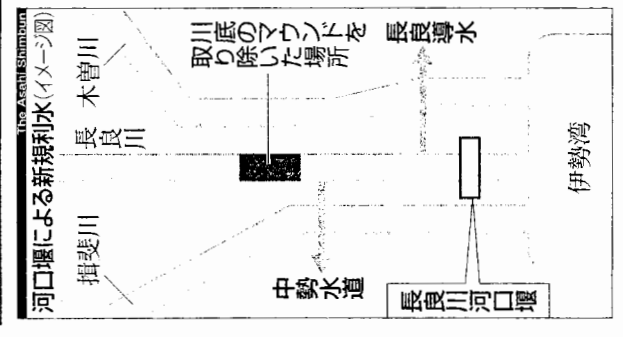 The Asahi Shimbun
河口堰による新規利水(イメージ図)
木曽川
長良川
揖斐川
川底のマウンドを
取り除いた場所
長良導水
中勢水道
長良川河口堰
伊勢湾